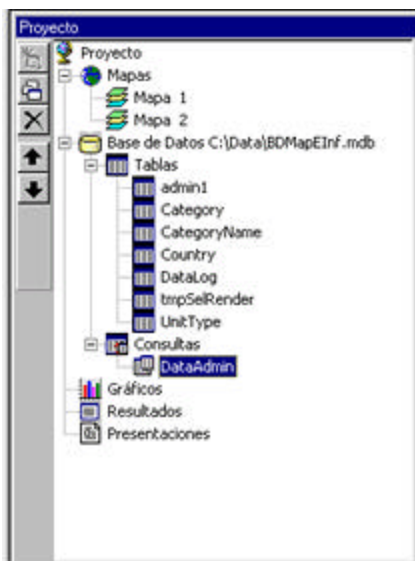 Proyecto
Proyecto
Mapas
Mapa 1
Mapa 2
Base de Datos C:\Data\BDMapEInf.mdb
Tablas
admin1
Category
CategoryName
Country
DataLog
tmpSelRender
UnitType
Consultas
DataAdmin
Gráficos
Resultados
Presentaciones